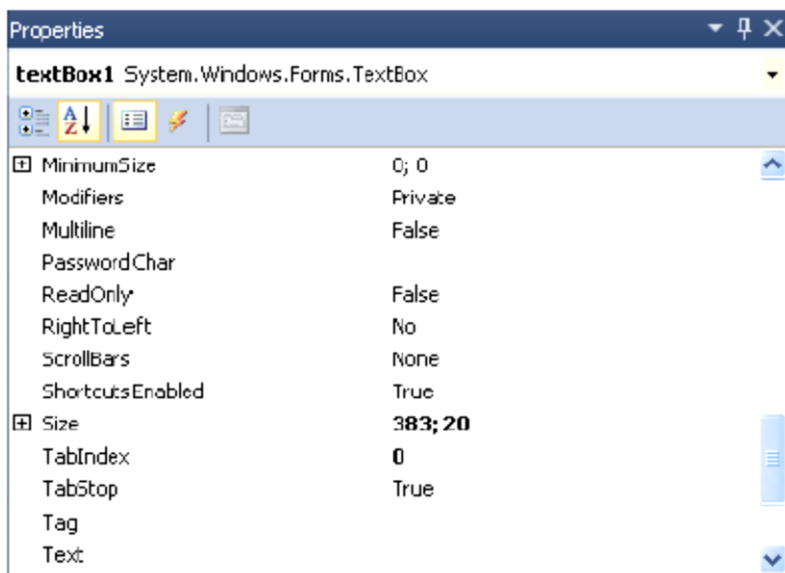 Properties
textBox1 System.Windows.Forms.TextBox
MinimumSize 0; 0
Modifiers Private
Multiline False
PasswordChar
ReadOnly False
RightToLeft No
ScrollBars None
ShortcutsEnabled True
Size 383; 20
TabIndex 0
TabStop True
Tag
Text